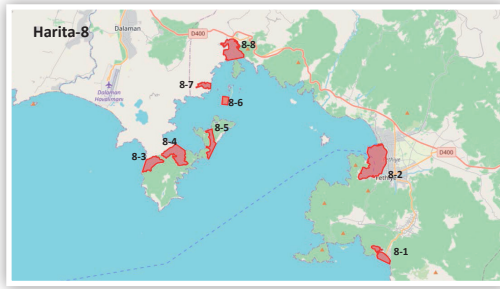 Harita-8
Dalaman
D400
8-8
8-7
Dalaman
Havalimanı
8-6
8-5
8-4
8-3
D400
8-2
Fethiye
8-1